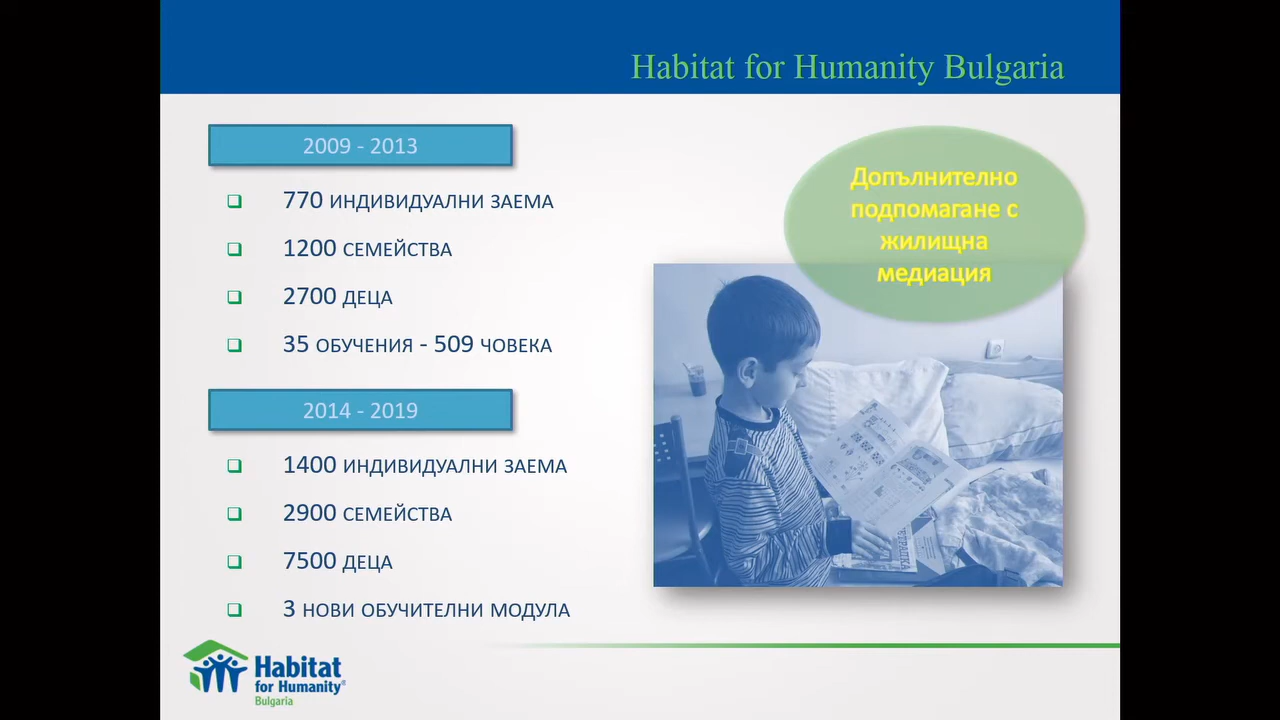 Habitat for Humanity Bulgaria
2009 - 2013
770 ИНДИВИДУАЛНИ ЗАЕМА
1200 СЕМЕЙСТВА
2700 ДЕЦА
35 ОБУЧЕНИЯ - 509 ЧОВЕКА
2014 - 2019
1400 ИНДИВИДУАЛНИ ЗАЕМА
2900 СЕМЕЙСТВА
7500 ДЕЦА
3 НОВИ ОБУЧИТЕЛНИ МОДУЛА
Допълнително
подпомагане с
жилищна
медиация
Habitat
for Humanity®
Bulgaria